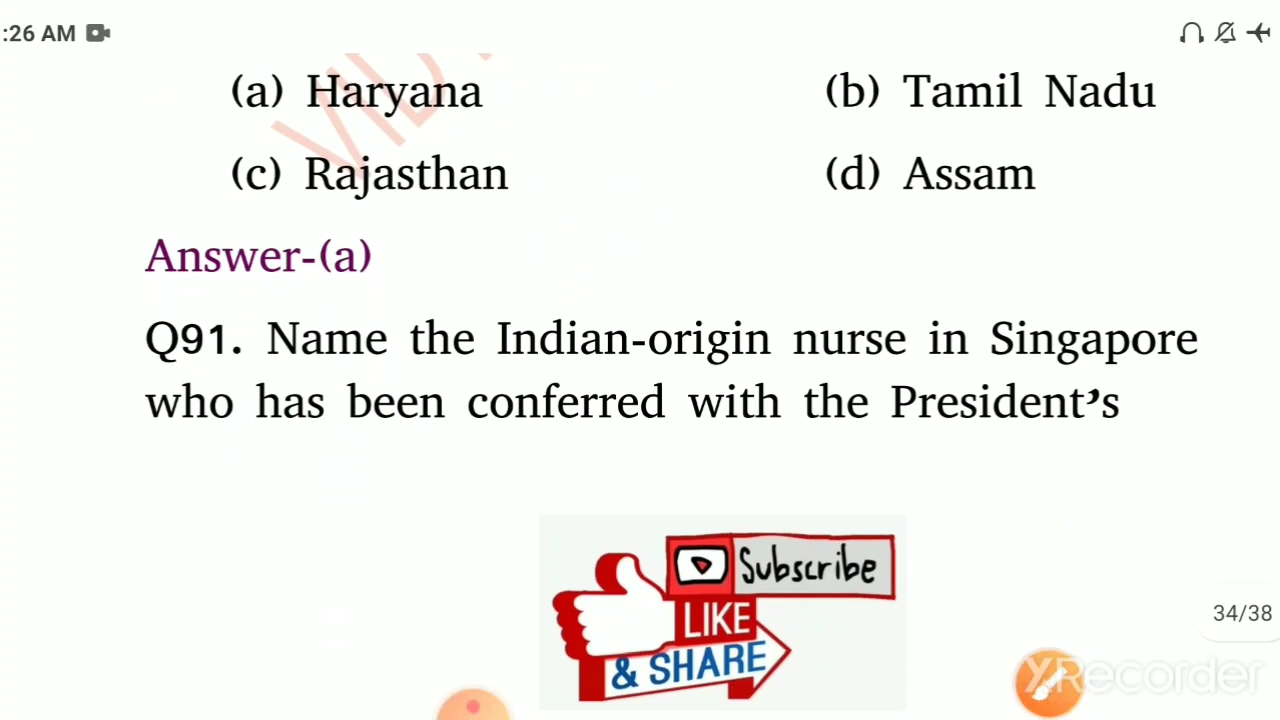 :26 AM
(a) Haryana (b) Tamil Nadu
(c) Rajasthan (d) Assam
Answer-(a)
Q91. Name the Indian-origin nurse in Singapore
who has been conferred with the President’s
Subscribe
LIKE
& SHARE
34/38
XRecorder